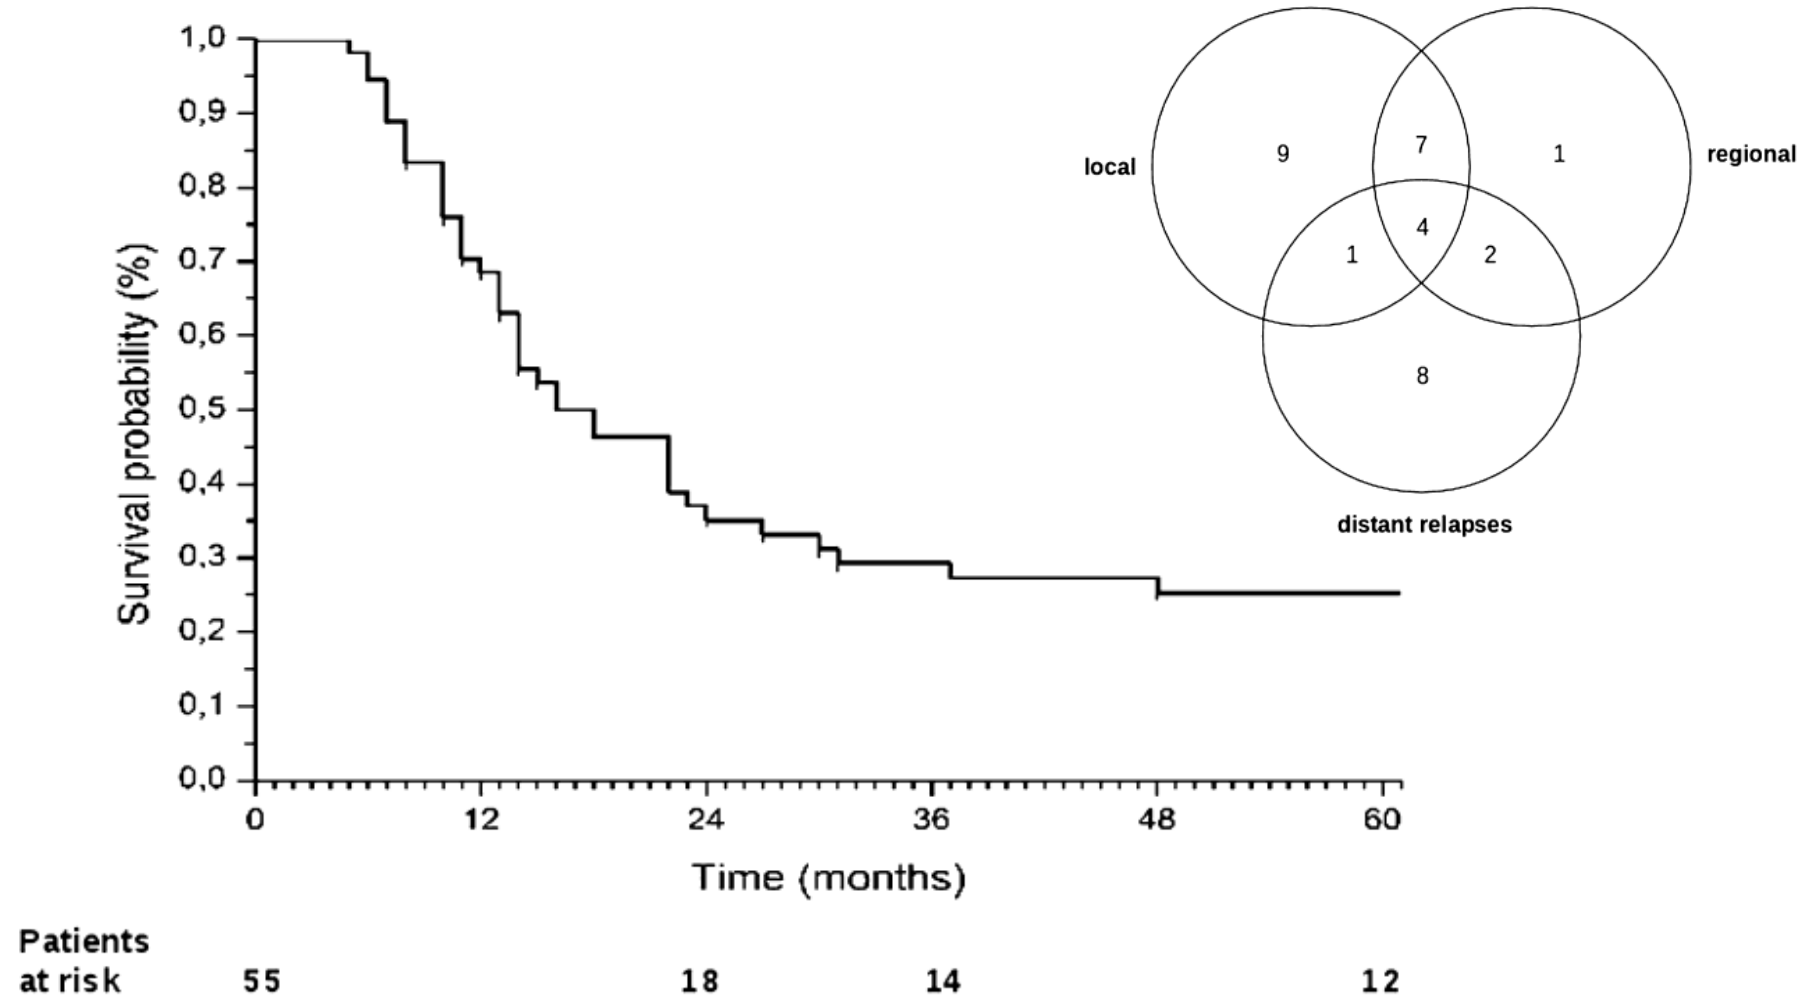 1,0
0,9
0,8
0,7
0,6
0,5
0,4
0,3
0,2
0,1
0,0
Survival probability (%)
0 12 24 36 48 60
Time (months)
Patients
at risk 55 18 14 12
local
9
7
1
regional
4
1
2
8
distant relapses